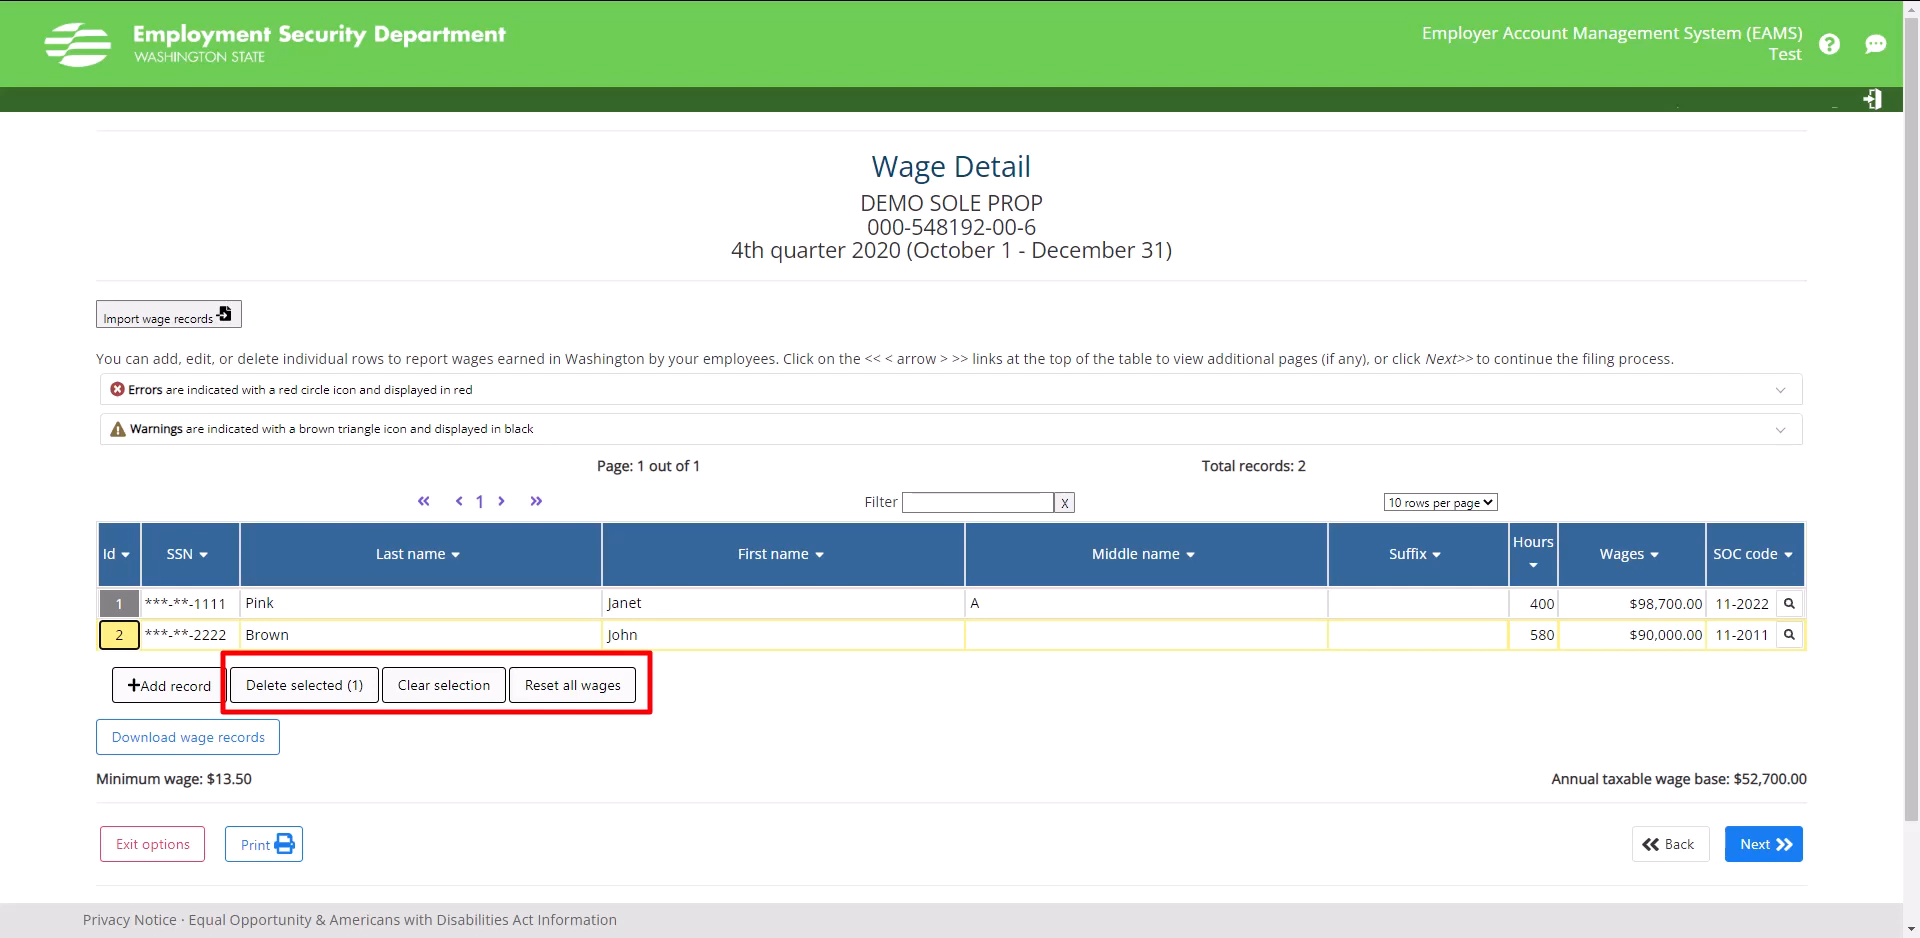 Employment Security Department
WASHINGTON STATE
Employer Account Management System (EAMS)
Test
Wage Detail
DEMO SOLE PROP
000-548192-00-6
4th quarter 2020 (October 1 - December 31)
Import wage records
You can add, edit, or delete individual rows to report wages earned in Washington by your employees. Click on the << < arrow > >> links at the top of the table to view additional pages (if any), or click Next>> to continue the filing process.
Errors are indicated with a red circle icon and displayed in red
Warnings are indicated with a brown triangle icon and displayed in black
Page: 1 out of 1 Total records: 2
« ‹ 1 › » Filter X 10 rows per page
Id SSN Last name First name Middle name Suffix Hours Wages SOC code
1 ***-**-1111 Pink Janet A 400 $98,700.00 11-2022
2 ***-**-2222 Brown John 580 $90,000.00 11-2011
+Add record Delete selected (1) Clear selection Reset all wages
Download wage records
Minimum wage: $13.50 Annual taxable wage base: $52,700.00
Exit options Print Back Next
Privacy Notice · Equal Opportunity & Americans with Disabilities Act Information